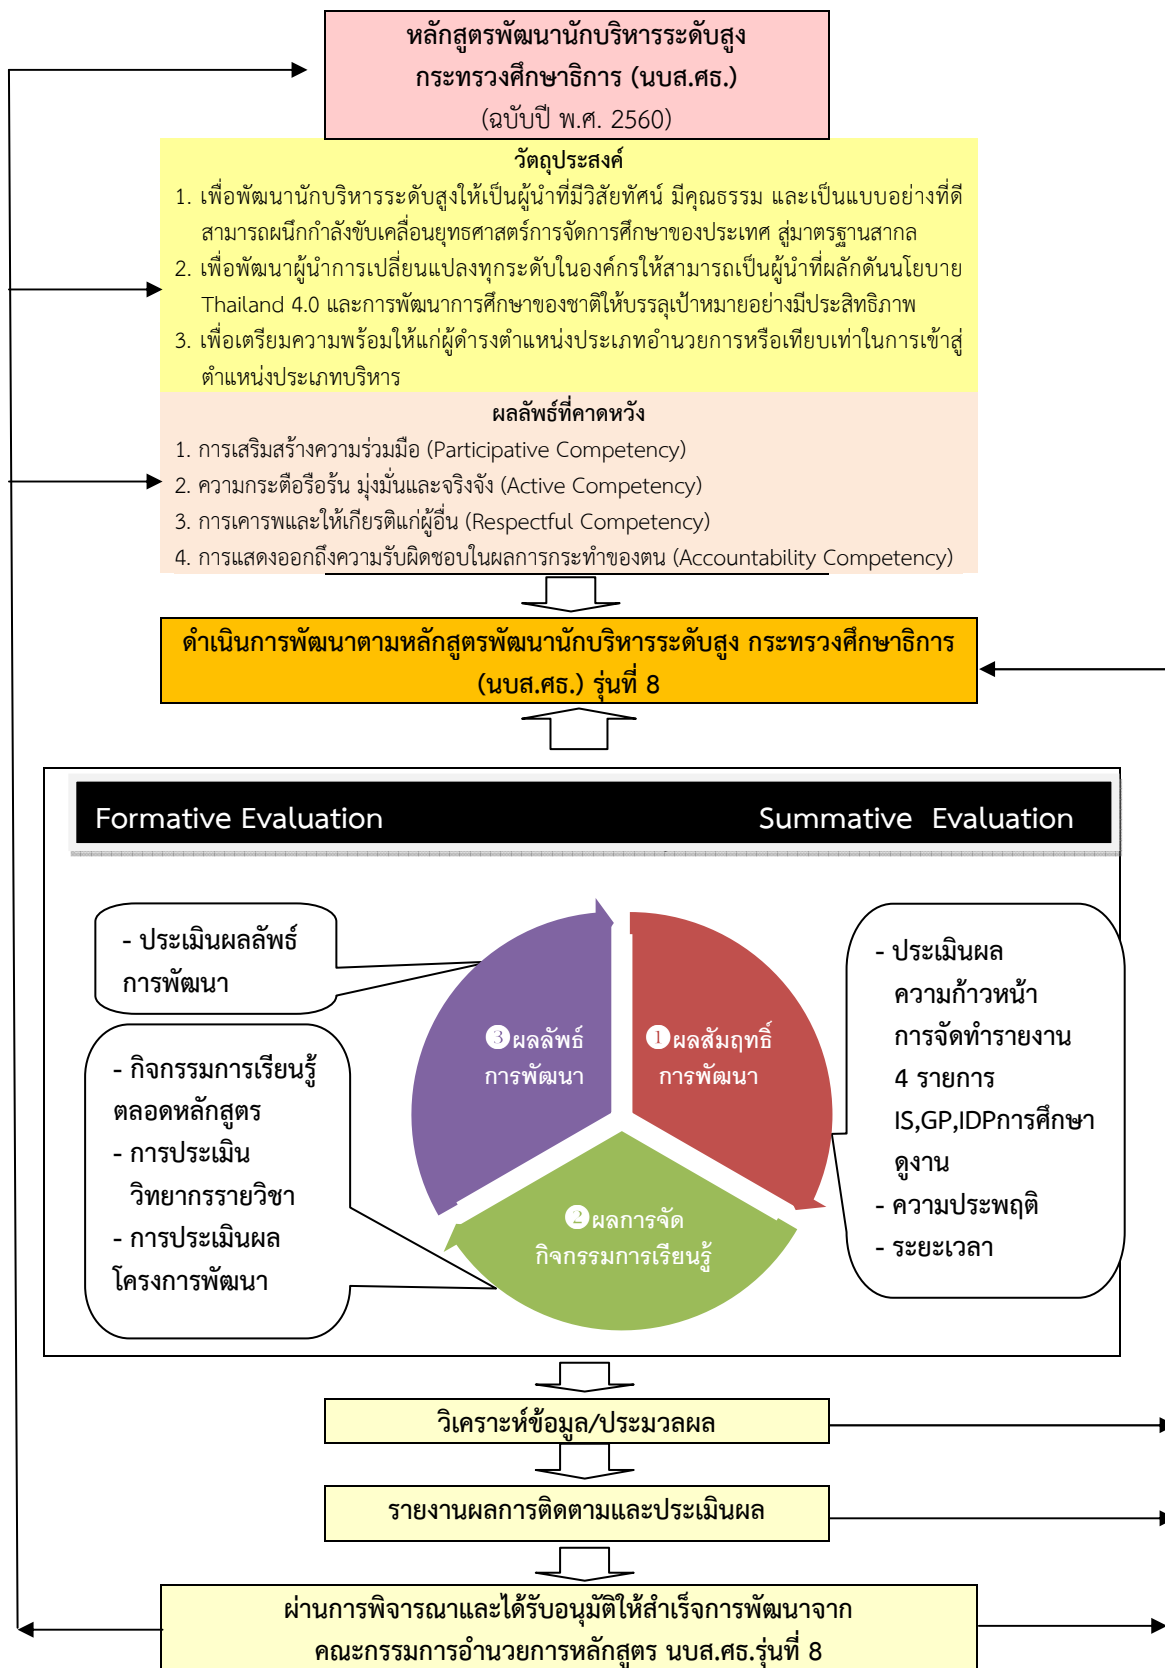 หลักสูตรพัฒนานักบริหารระดับสูง
กระทรวงศึกษาธิการ (นบส.ศธ.)
(ฉบับปี พ.ศ. 2560)
วัตถุประสงค์
1. เพื่อพัฒนานักบริหารระดับสูงให้เป็นผู้นำที่มีวิสัยทัศน์ มีคุณธรรม และเป็นแบบอย่างที่ดี
สามารถผนึกกำลังขับเคลื่อนยุทธศาสตร์การจัดการศึกษาของประเทศ สู่มาตรฐานสากล
2. เพื่อพัฒนาผู้นำการเปลี่ยนแปลงทุกระดับในองค์กรให้สามารถเป็นผู้นำที่ผลักดันนโยบาย
Thailand 4.0 และการพัฒนาการศึกษาของชาติให้บรรลุเป้าหมายอย่างมีประสิทธิภาพ
3. เพื่อเตรียมความพร้อมให้แก่ผู้ดำรงตำแหน่งประเภทอำนวยการหรือเทียบเท่าในการเข้าสู่
ตำแหน่งประเภทบริหาร
ผลลัพธ์ที่คาดหวัง
1. การเสริมสร้างความร่วมมือ (Participative Competency)
2. ความกระตือรือร้น มุ่งมั่นและจริงจัง (Active Competency)
3. การเคารพและให้เกียรติแก่ผู้อื่น (Respectful Competency)
4. การแสดงออกถึงความรับผิดชอบในผลการกระทำของตน (Accountability Competency)
ดำเนินการพัฒนาตามหลักสูตรพัฒนานักบริหารระดับสูง กระทรวงศึกษาธิการ
(นบส.ศธ.) รุ่นที่ 8
Formative Evaluation Summative Evaluation
- ประเมินผลลัพธ์
การพัฒนา
- กิจกรรมการเรียนรู้
ตลอดหลักสูตร
- การประเมิน
วิทยากรรายวิชา
- การประเมินผล
โครงการพัฒนา
❸ผลลัพธ์
การพัฒนา
❶ผลสัมฤทธิ์
การพัฒนา
❷ผลการจัด
กิจกรรมการเรียนรู้
- ประเมินผล
ความก้าวหน้า
การจัดทำรายงาน
4 รายการ
IS,GP,IDPการศึกษา
ดูงาน
- ความประพฤติ
- ระยะเวลา
วิเคราะห์ข้อมูล/ประมวลผล
รายงานผลการติดตามและประเมินผล
ผ่านการพิจารณาและได้รับอนุมัติให้สำเร็จการพัฒนาจาก
คณะกรรมการอำนวยการหลักสูตร นบส.ศธ.รุ่นที่ 8